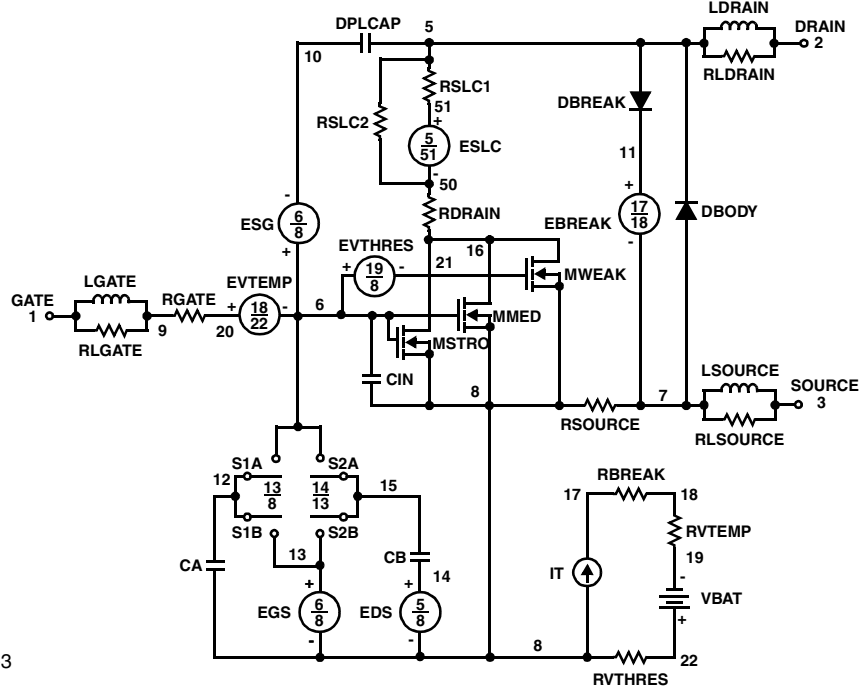 LDRAIN
DPLCAP
5
DRAIN
2
10
RLDRAIN
RSLC1
51
+
DBREAK
RSLC2
5
51
ESLC
-
50
11
-
+
ESG
6
8
+
RDRAIN
EBREAK
17
18
-
DBODY
EVTHRES
16
+
19
8
-
21
MWEAK
LGATE
EVTEMP
GATE
1
RGATE
+
18
22
-
6
MMED
9
20
MSTRO
RLGATE
CIN
8
LSOURCE
7
SOURCE
3
RSOURCE
RLSOURCE
S1A
S2A
12
13
8
14
13
15
RBREAK
17
18
S1B
S2B
RVTEMP
13
CB
19
CA
IT
-
+
+
14
VBAT
EGS
6
8
EDS
5
8
+
-
-
8
22
3
RVTHRES